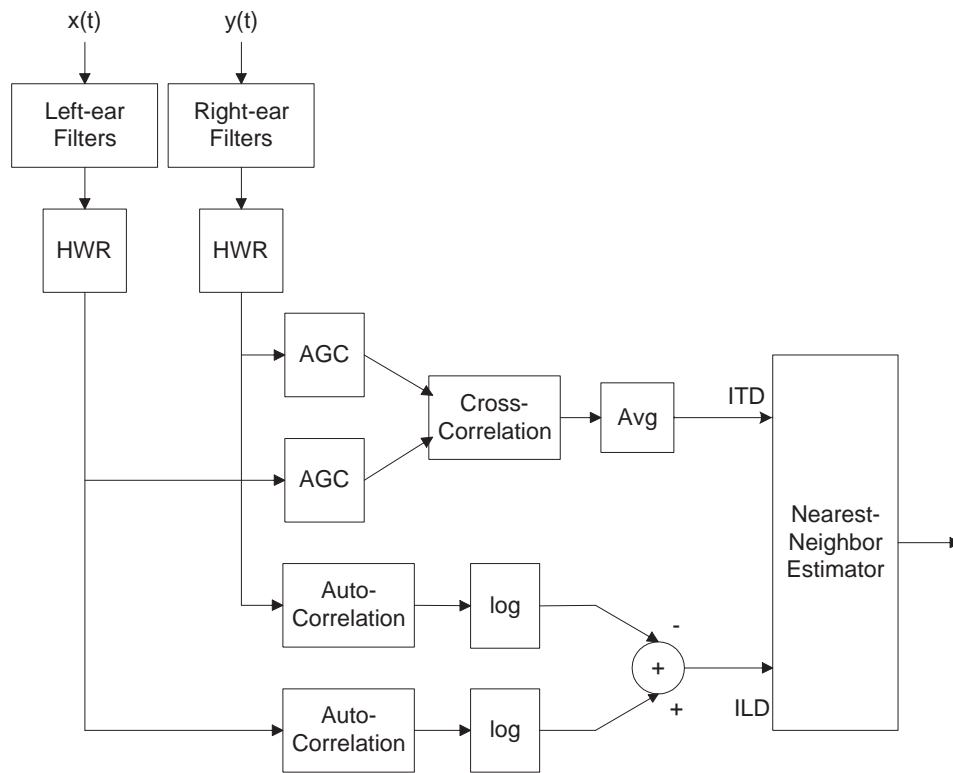 x(t)
y(t)
Left-ear
Filters
Right-ear
Filters
HWR
HWR
AGC
Cross-
Correlation
Avg
ITD
AGC
Nearest-
Neighbor
Estimator
Auto-
Correlation
log
-
+
+
ILD
Auto-
Correlation
log